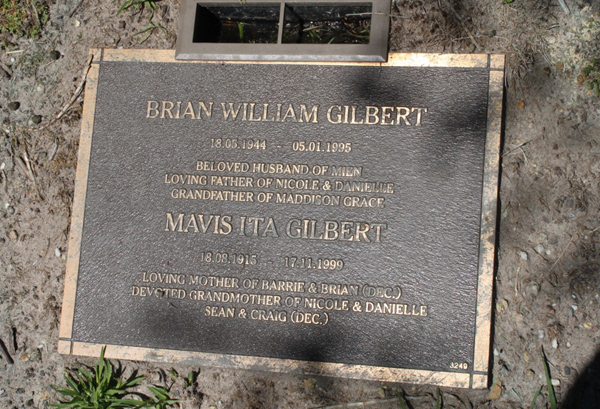 BRIAN WILLIAM GILBERT
18.05.1944 - 05.01.1995
BELOVED HUSBAND OF MIEN
LOVING FATHER OF NICOLE & DANIELLE
GRANDFATHER OF MADDISON GRACE
MAVIS ITA GILBERT
18.08.1915 - 17.11.1999
LOVING MOTHER OF BARRIE & BRIAN (DEC.)
DEVOTED GRANDMOTHER OF NICOLE & DANIELLE
SEAN & CRAIG (DEC.)
3249